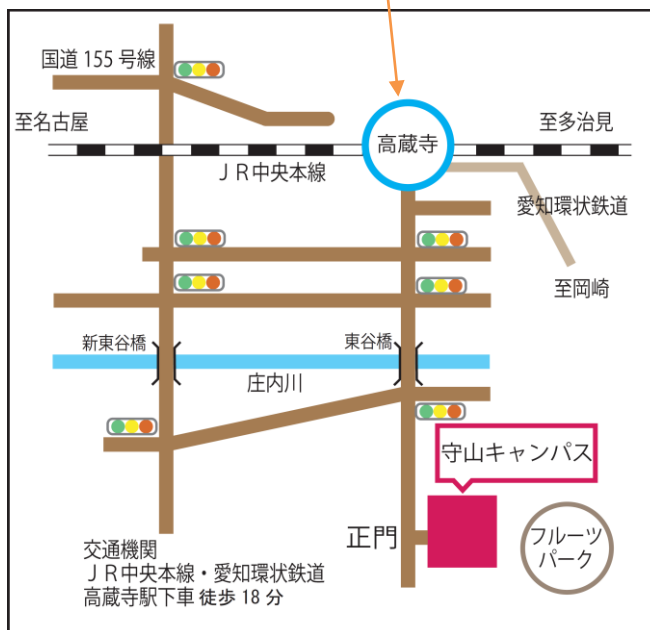 国道 155 号線
至名古屋
高蔵寺
至多治見
ＪＲ中央本線
愛知環状鉄道
至岡崎
新東谷橋
東谷橋
庄内川
守山キャンパス
正門
フルーツ
パーク
交通機関
ＪＲ中央本線・愛知環状鉄道
高蔵寺駅下車 徒歩 18 分